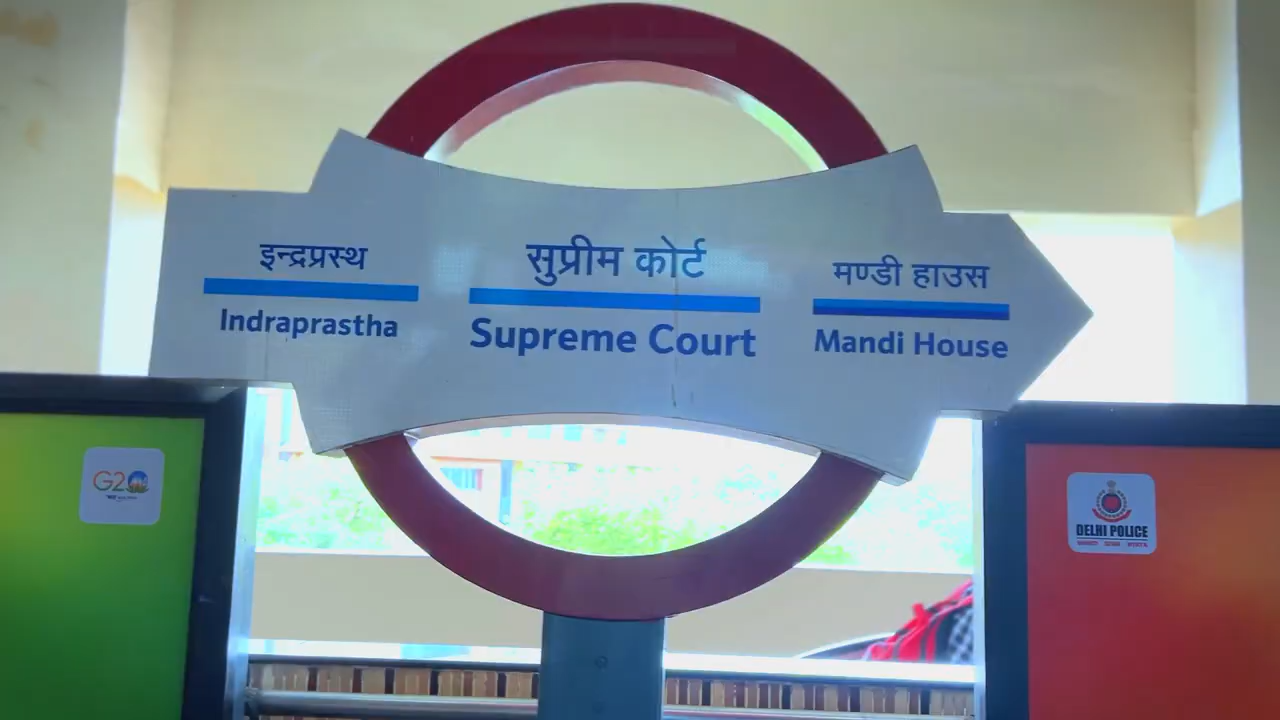 इन्द्रप्रस्थ
Indraprastha
सुप्रीम कोर्ट
Supreme Court
मण्डी हाउस
Mandi House
G20
DELHI POLICE